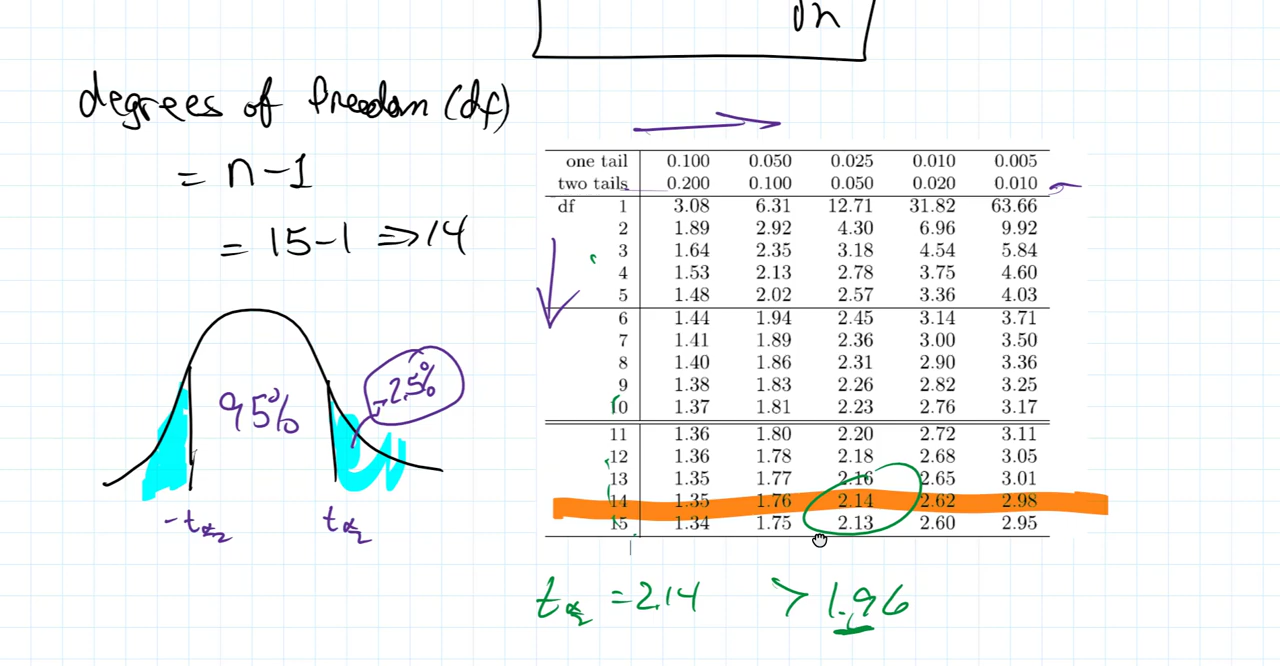 √n
degrees of freedom (df)
= n-1
= 15-1 ⇒ 14
one tail 0.100 0.050 0.025 0.010 0.005
two tails 0.200 0.100 0.050 0.020 0.010
df 1 3.08 6.31 12.71 31.82 63.66
2 1.89 2.92 4.30 6.96 9.92
3 1.64 2.35 3.18 4.54 5.84
4 1.53 2.13 2.78 3.75 4.60
5 1.48 2.02 2.57 3.36 4.03
6 1.44 1.94 2.45 3.14 3.71
7 1.41 1.89 2.36 3.00 3.50
8 1.40 1.86 2.31 2.90 3.36
9 1.38 1.83 2.26 2.82 3.25
10 1.37 1.81 2.23 2.76 3.17
11 1.36 1.80 2.20 2.72 3.11
12 1.36 1.78 2.18 2.68 3.05
13 1.35 1.77 2.16 2.65 3.01
14 1.35 1.76 2.14 2.62 2.98
15 1.34 1.75 2.13 2.60 2.95
95%
2.5%
-tα/2 tα/2
tα/2 = 2.14 > 1.96